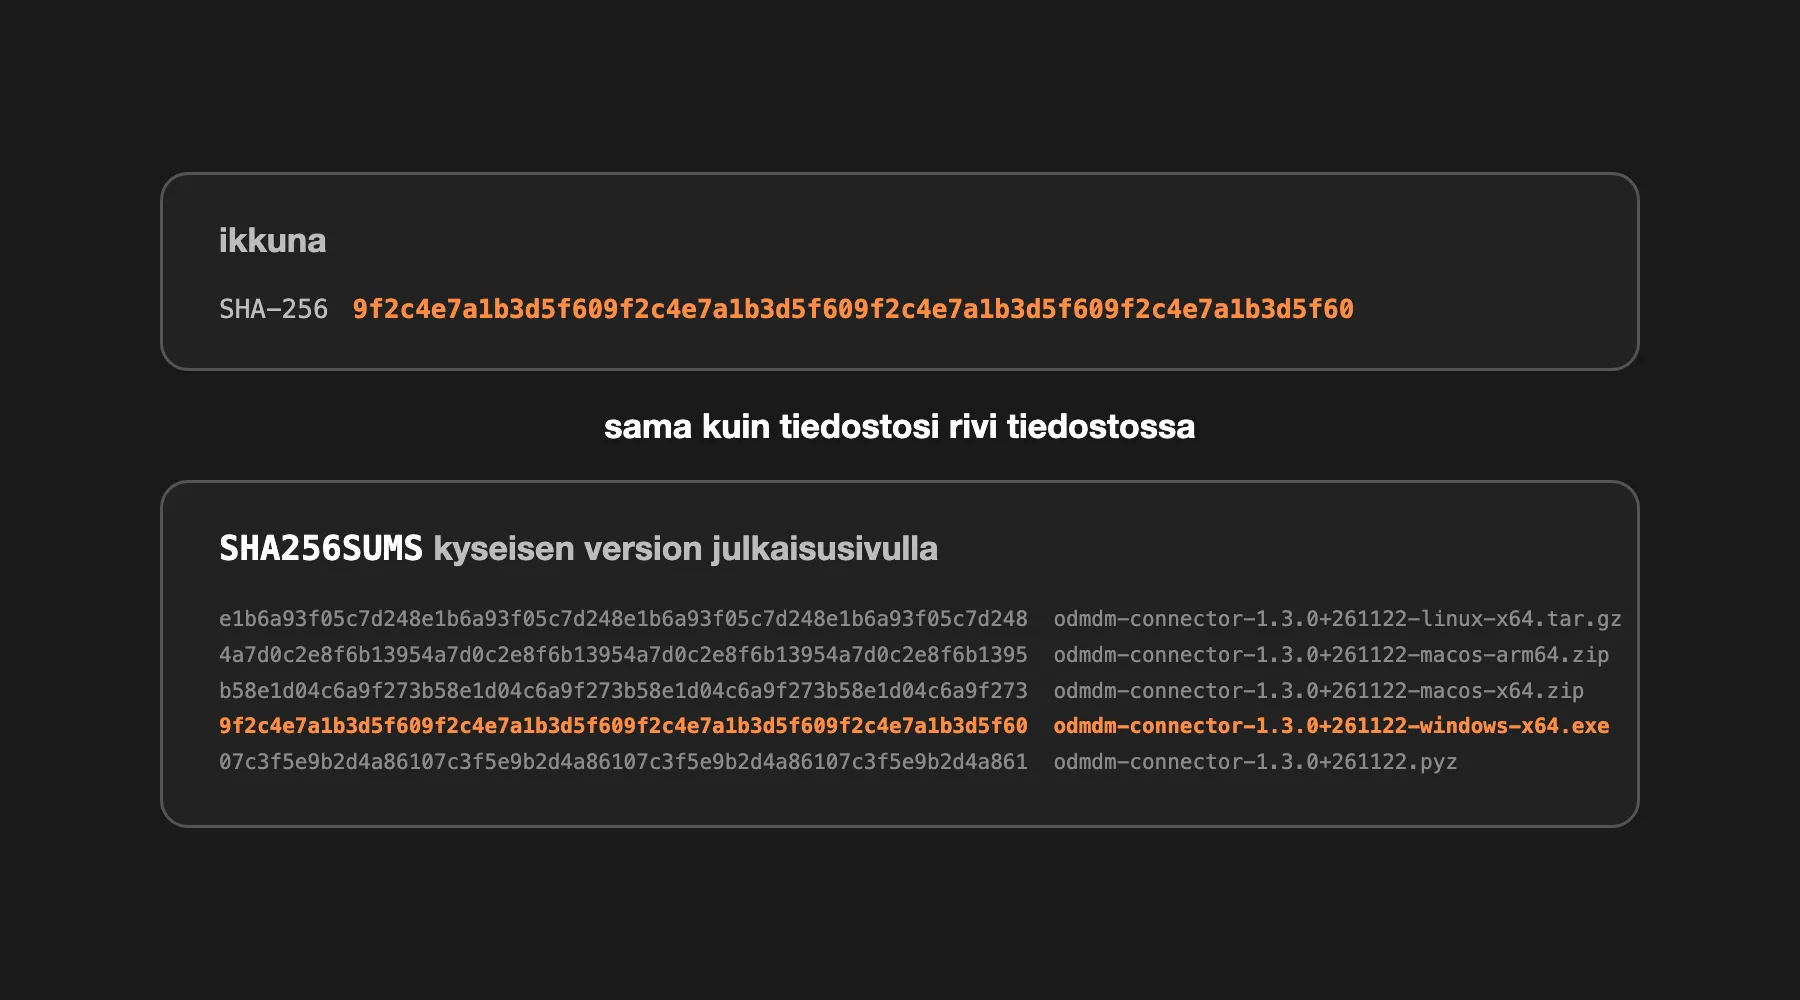 ikkuna
SHA-256 9f2c4e7a1b3d5f609f2c4e7a1b3d5f609f2c4e7a1b3d5f609f2c4e7a1b3d5f60
sama kuin tiedostosi rivi tiedostossa
SHA256SUMS kyseisen version julkaisusivulla
e1b6a93f05c7d248e1b6a93f05c7d248e1b6a93f05c7d248e1b6a93f05c7d248 odmdm-connector-1.3.0+261122-linux-x64.tar.gz
4a7d0c2e8f6b13954a7d0c2e8f6b13954a7d0c2e8f6b13954a7d0c2e8f6b1395 odmdm-connector-1.3.0+261122-macos-arm64.zip
b58e1d04c6a9f273b58e1d04c6a9f273b58e1d04c6a9f273b58e1d04c6a9f273 odmdm-connector-1.3.0+261122-macos-x64.zip
9f2c4e7a1b3d5f609f2c4e7a1b3d5f609f2c4e7a1b3d5f609f2c4e7a1b3d5f60 odmdm-connector-1.3.0+261122-windows-x64.exe
07c3f5e9b2d4a86107c3f5e9b2d4a86107c3f5e9b2d4a86107c3f5e9b2d4a861 odmdm-connector-1.3.0+261122.pyz